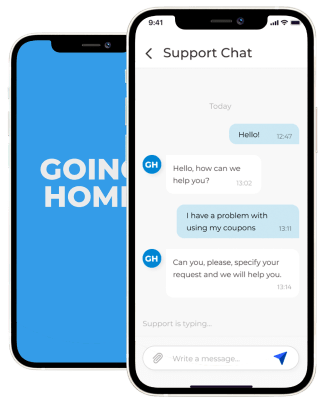 GOING
HOME
9:41
Support Chat
Today
Hello!
12:47
GH
Hello, how can we
help you?
13:02
I have a problem with
using my coupons
13:11
GH
Can you, please, specify your
request and we will help you.
13:14
Support is typing...
Write a message...